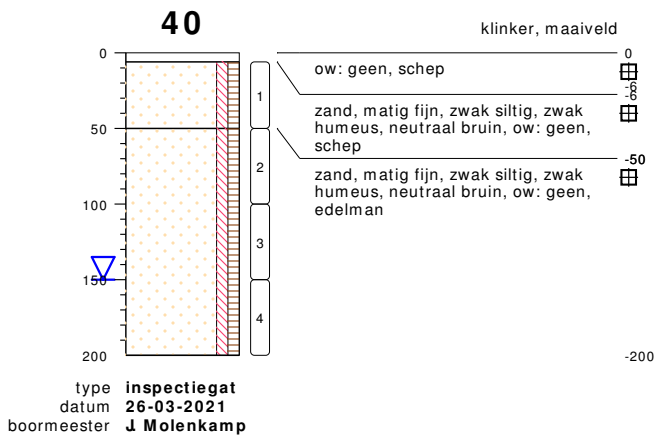 40
klinker, maaiveld
0
0
ow: geen, schep
-6
-6
1
zand, matig fijn, zwak siltig, zwak
humeus, neutraal bruin, ow: geen,
schep
50
-50
2
zand, matig fijn, zwak siltig, zwak
humeus, neutraal bruin, ow: geen,
edelman
100
3
150
4
200
-200
type inspectiegat
datum 26-03-2021
boormeester J. Molenkamp